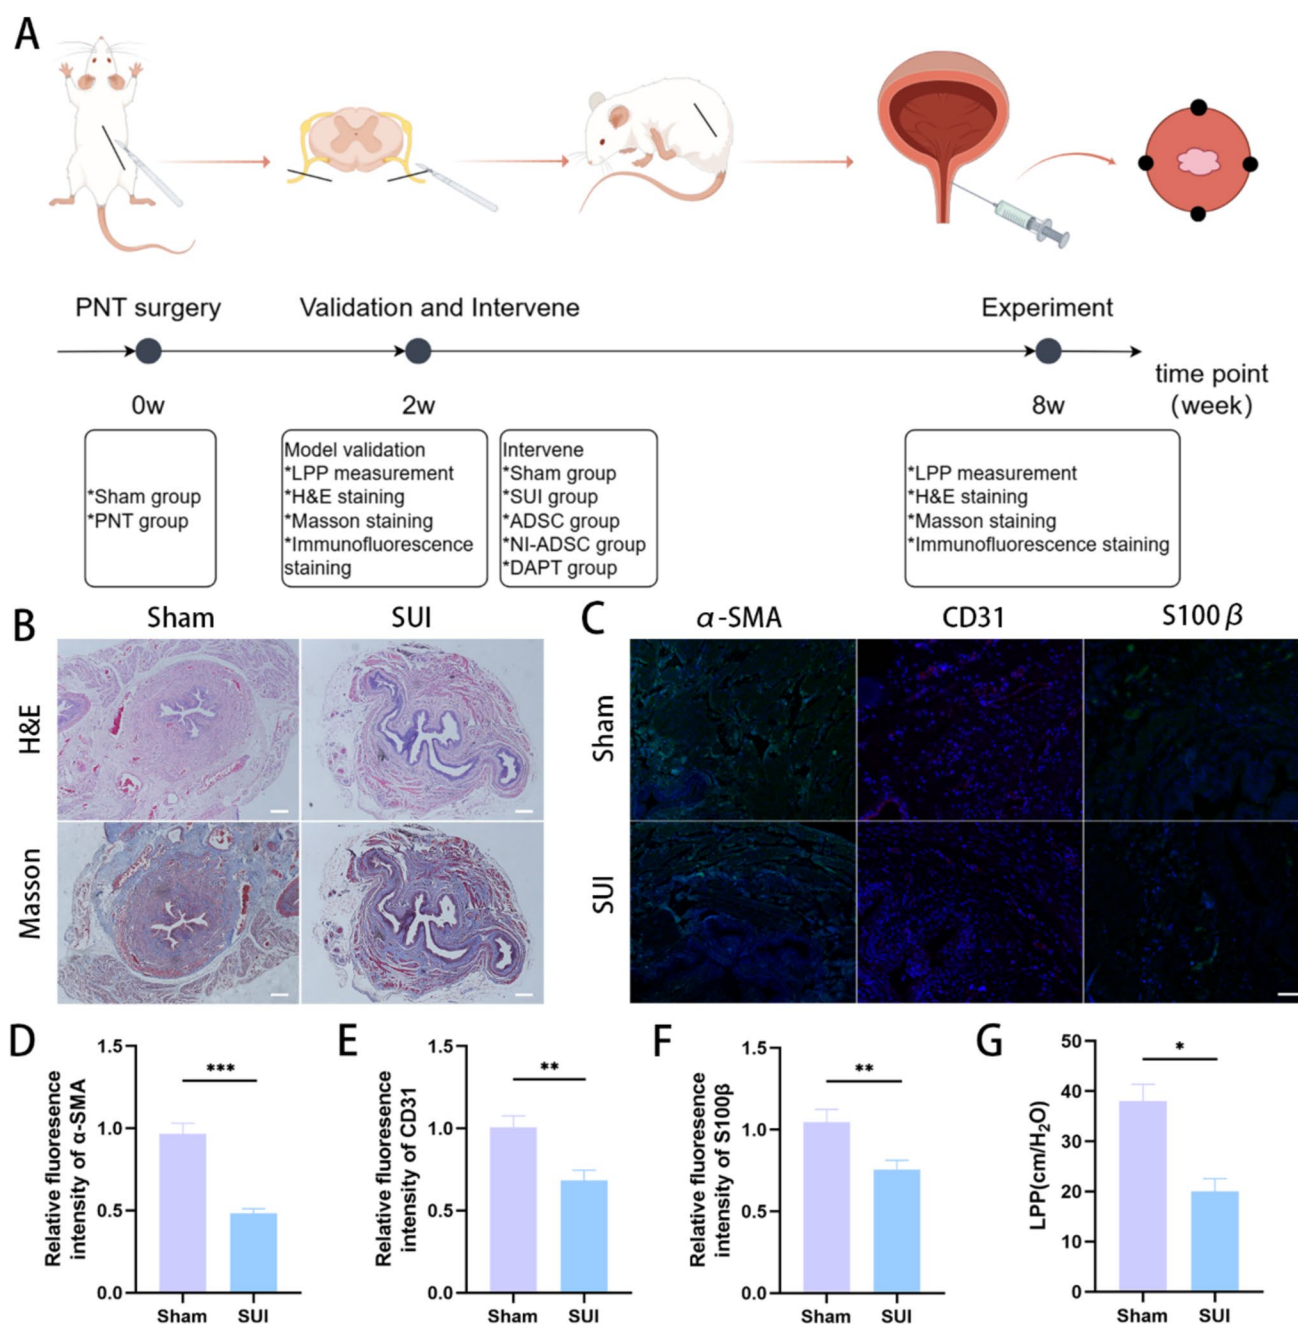 A
PNT surgery
Validation and Intervene
Experiment
0w
2w
8w
time point
(week)
*Sham group
*PNT group
Model validation
*LPP measurement
*H&E staining
*Masson staining
*Immunofluorescence
staining
Intervene
*Sham group
*SUI group
*ADSC group
*NI-ADSC group
*DAPT group
*LPP measurement
*H&E staining
*Masson staining
*Immunofluorescence staining
B
Sham
SUI
H&E
Masson
C
α-SMA
CD31
S100β
Sham
SUI
D
Relative fluorescence
intensity of α-SMA
1.5
1.0
0.5
0.0
***
Sham
SUI
E
Relative fluorescence
intensity of CD31
1.5
1.0
0.5
0.0
**
Sham
SUI
F
Relative fluorescence
intensity of S100β
1.5
1.0
0.5
0.0
**
Sham
SUI
G
LPP(cm/H₂O)
50
40
30
20
10
0
*
Sham
SUI